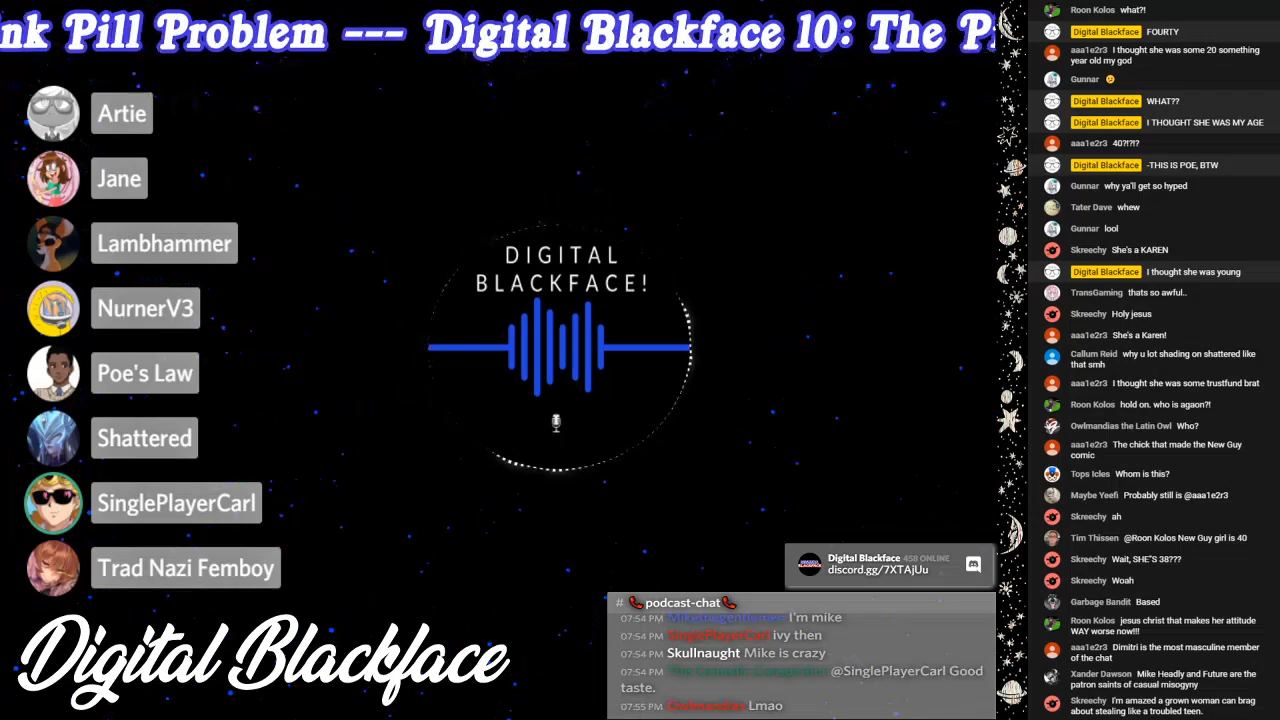 nk Pill Problem --- Digital Blackface 10: The P
Artie
Jane
Lambhammer
NurnerV3
Poe's Law
Shattered
SinglePlayerCarl
Trad Nazi Femboy
Digital Blackface
DIGITAL
BLACKFACE!
Digital Blackface 458 ONLINE
discord.gg/7XTAjUu
# podcast-chat
I'm mike
07:54 PM SinglePlayerCarl ivy then
07:54 PM Skullnaught Mike is crazy
07:54 PM @SinglePlayerCarl Good
taste.
07:55 PM Owlmandias Lmao
Roon Kolos what?!
Digital Blackface FOURTY
aaa1e2r3 I thought she was some 20 something
year old my god
Gunnar
Digital Blackface WHAT??
Digital Blackface I THOUGHT SHE WAS MY AGE
aaa1e2r3 40?!?!?
Digital Blackface -THIS IS POE, BTW
Gunnar why ya'll get so hyped
Tater Dave whew
Gunnar lool
Skreechy She's a KAREN
Digital Blackface I thought she was young
TransGaming thats so awful..
Skreechy Holy jesus
aaa1e2r3 She's a Karen!
Callum Reid why u lot shading on shattered like
that smh
aaa1e2r3 I thought she was some trustfund brat
Roon Kolos hold on. who is agaon?!
Owlmandias the Latin Owl Who?
aaa1e2r3 The chick that made the New Guy
comic
Tops Icles Whom is this?
Maybe Yeefi Probably still is @aaa1e2r3
Skreechy ah
Tim Thissen @Roon Kolos New Guy girl is 40
Skreechy Wait, SHE"S 38???
Skreechy Woah
Garbage Bandit Based
Roon Kolos jesus christ that makes her attitude
WAY worse now!!!
aaa1e2r3 Dimitri is the most masculine member
of the chat
Xander Dawson Mike Headly and Future are the
patron saints of casual misogyny
Skreechy I'm amazed a grown woman can brag
about stealing like a troubled teen.